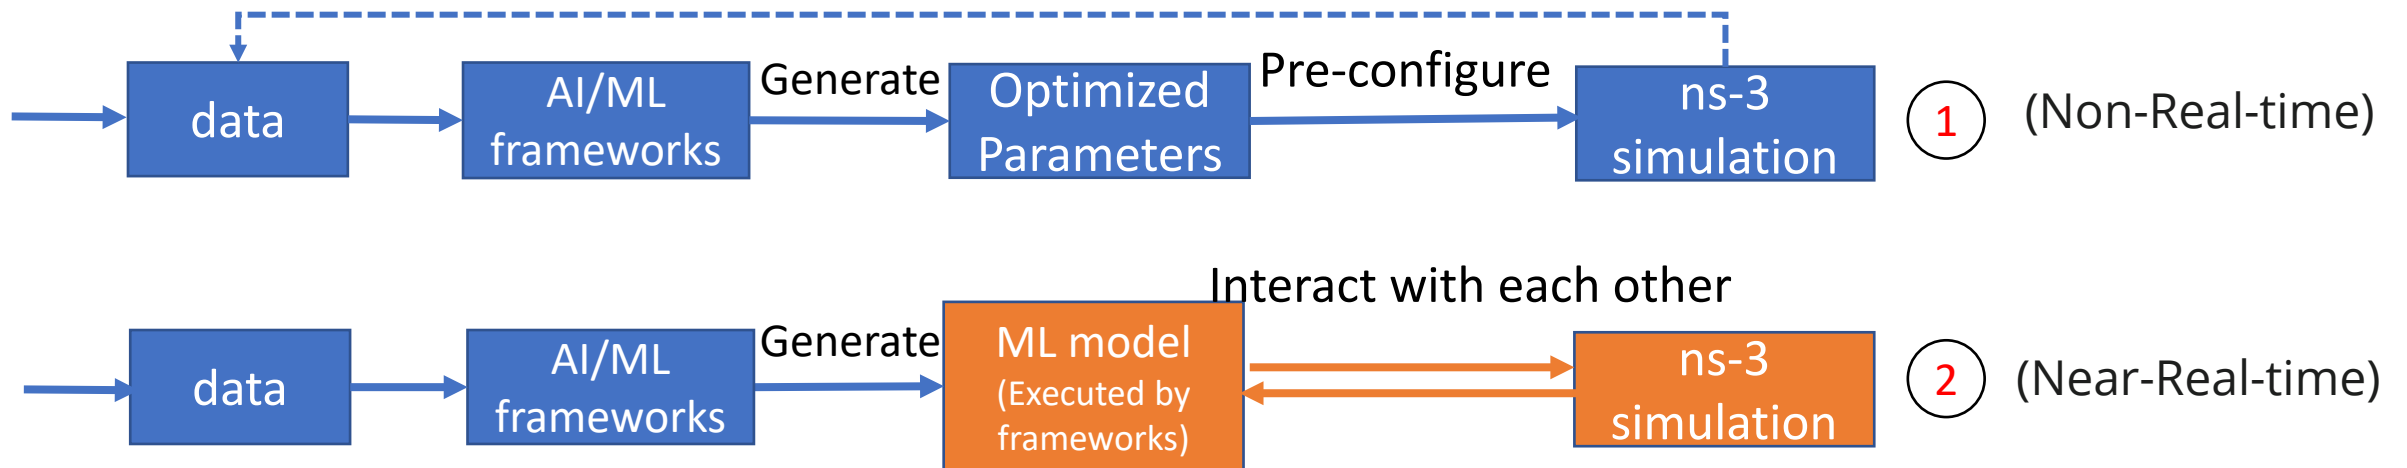 data
AI/ML
frameworks
Generate
Optimized
Parameters
Pre-configure
ns-3
simulation
1
(Non-Real-time)
data
AI/ML
frameworks
Generate
ML model
(Executed by
frameworks)
Interact with each other
ns-3
simulation
2
(Near-Real-time)